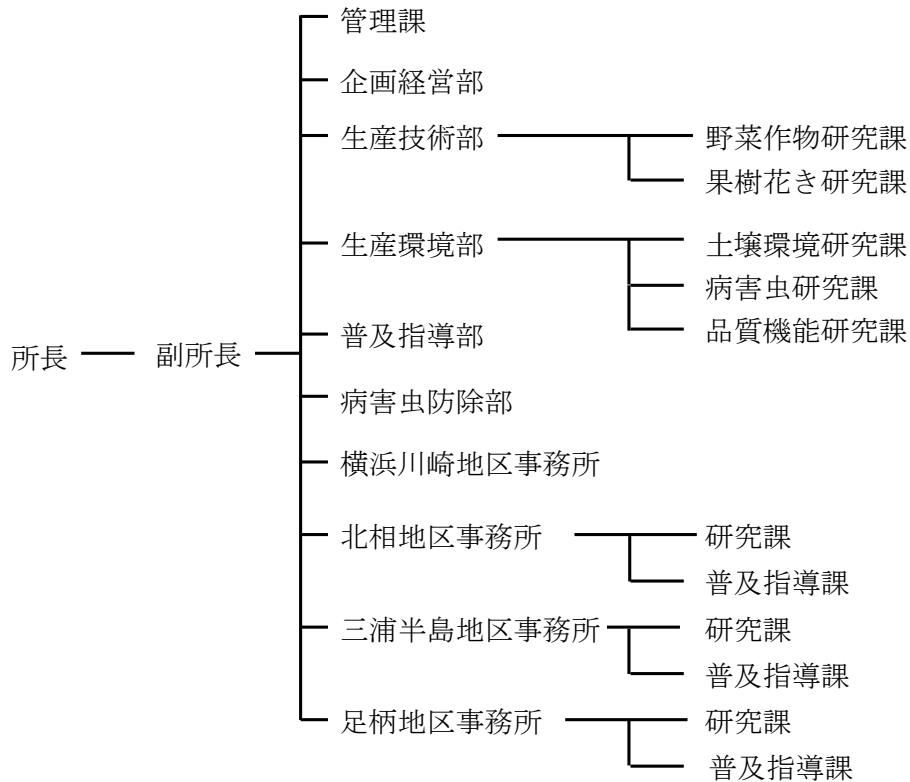 管理課
企画経営部
生産技術部
野菜作物研究課
果樹花き研究課
生産環境部
土壌環境研究課
病害虫研究課
品質機能研究課
普及指導部
所長
副所長
病害虫防除部
横浜川崎地区事務所
北相地区事務所
研究課
普及指導課
三浦半島地区事務所
研究課
普及指導課
足柄地区事務所
研究課
普及指導課